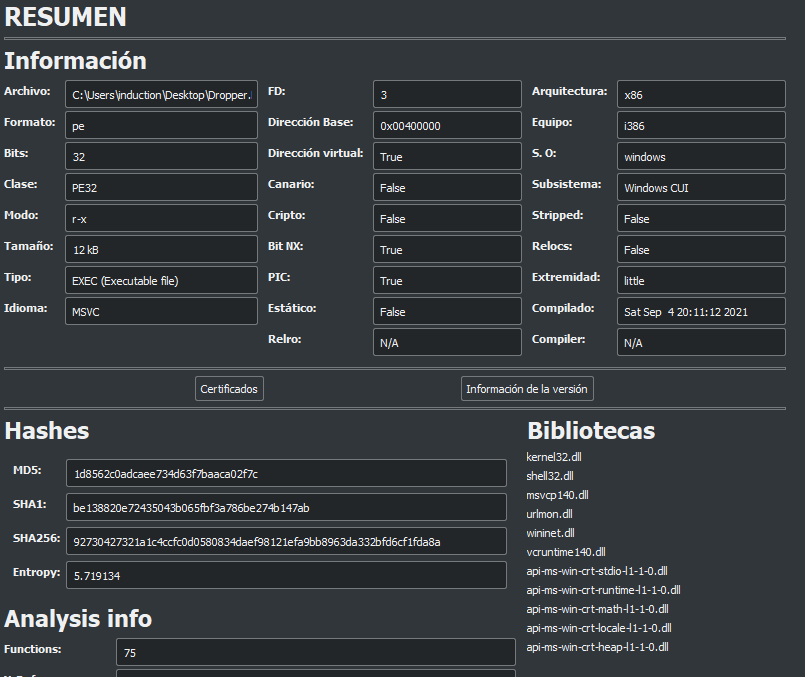 RESUMEN
Información
Archivo: C:\Users\induction\Desktop\Dropper. FD: 3 Arquitectura: x86
Formato: pe Dirección Base: 0x00400000 Equipo: i386
Bits: 32 Dirección virtual: True S. O: windows
Clase: PE32 Canario: False Subsistema: Windows CUI
Modo: r-x Cripto: False Stripped: False
Tamaño: 12 kB Bit NX: True Relocs: False
Tipo: EXEC (Executable file) PIC: True Extremidad: little
Idioma: MSVC Estático: False Compilado: Sat Sep 4 20:11:12 2021
Relro: N/A Compiler: N/A
Certificados Información de la versión
Hashes
MD5: 1d8562c0adcaee734d63f7baaca02f7c
SHA1: be138820e72435043b065fbf3a786be274b147ab
SHA256: 92730427321a1c4ccfc0d0580834daef98121efa9bb8963da332bfd6cf1fda8a
Entropy: 5.719134
Bibliotecas
kernel32.dll
shell32.dll
msvcp140.dll
urlmon.dll
wininet.dll
vcruntime140.dll
api-ms-win-crt-stdio-l1-1-0.dll
api-ms-win-crt-runtime-l1-1-0.dll
api-ms-win-crt-math-l1-1-0.dll
api-ms-win-crt-locale-l1-1-0.dll
api-ms-win-crt-heap-l1-1-0.dll
Analysis info
Functions: 75